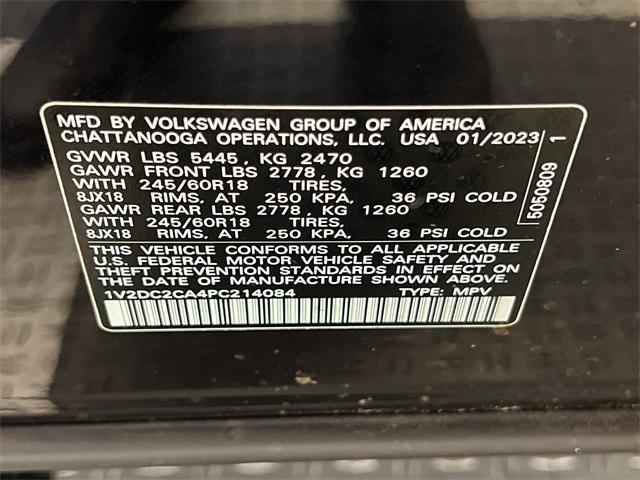 MFD BY VOLKSWAGEN GROUP OF AMERICA
CHATTANOOGA OPERATIONS, LLC. USA 01/2023
GVWR LBS 5445, KG 2470
GAWR FRONT LBS 2778, KG 1260
WITH 245/60R18 TIRES,
8JX18 RIMS, AT 250 KPA, 36 PSI COLD
GAWR REAR LBS 2778, KG 1260
WITH 245/60R18 TIRES,
8JX18 RIMS, AT 250 KPA, 36 PSI COLD
THIS VEHICLE CONFORMS TO ALL APPLICABLE
U.S. FEDERAL MOTOR VEHICLE SAFETY AND
THEFT PREVENTION STANDARDS IN EFFECT ON
THE DATE OF MANUFACTURE SHOWN ABOVE.
1V2DC2CA4PC214084 TYPE: MPV
5050809 1